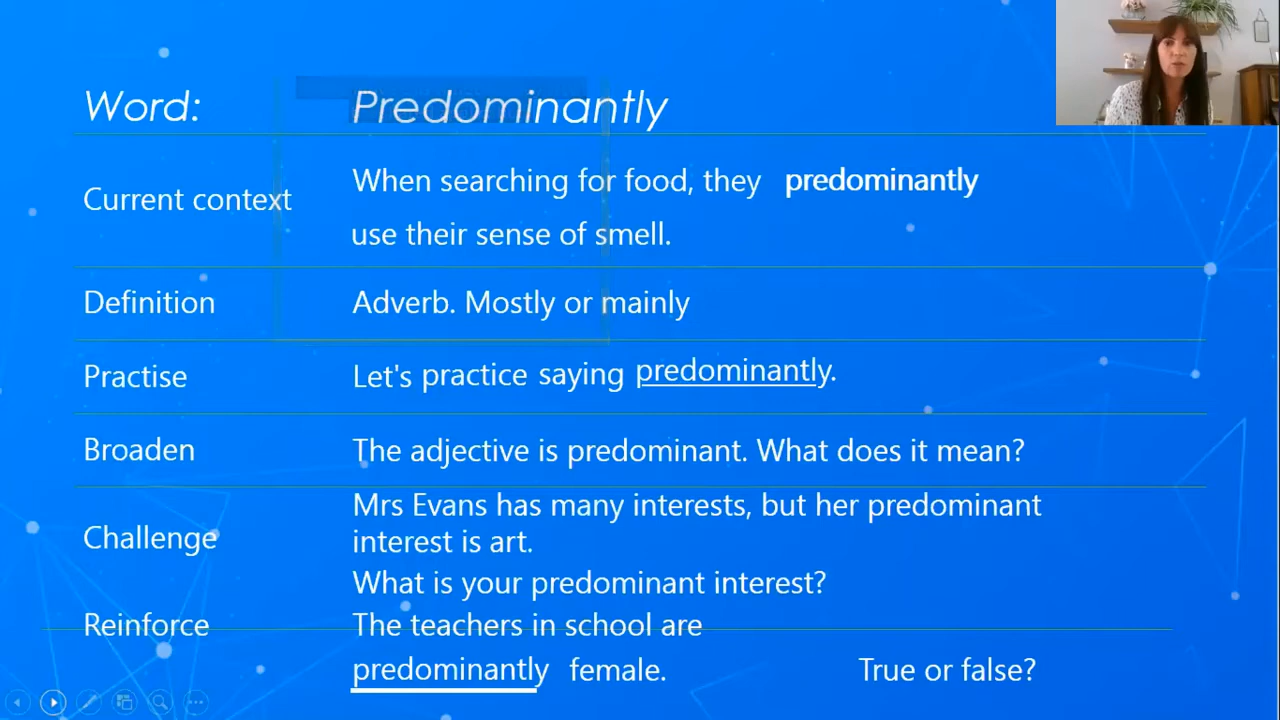 Word: Predominantly
Current context
When searching for food, they predominantly
use their sense of smell.
Definition Adverb. Mostly or mainly
Practise Let's practice saying predominantly.
Broaden The adjective is predominant. What does it mean?
Challenge
Mrs Evans has many interests, but her predominant
interest is art.
What is your predominant interest?
Reinforce The teachers in school are
predominantly female. True or false?